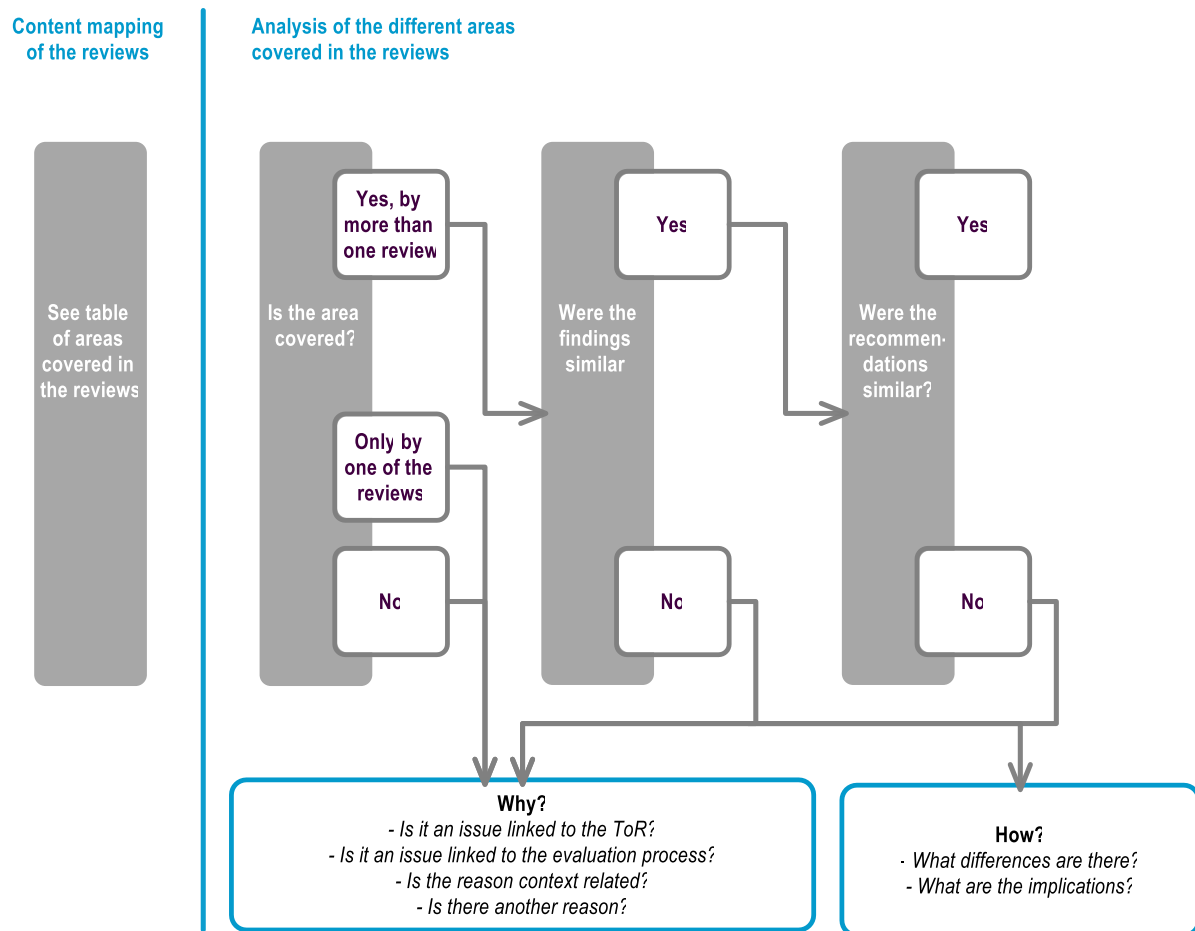 Content mapping
of the reviews
Analysis of the different areas
covered in the reviews
See table
of areas
covered in
the reviews
Is the area
covered?
Yes, by
more than
one review
Only by
one of the
reviews
No
Were the
findings
similar
Yes
No
Were the
recommen-
dations
similar?
Yes
No
Why?
- Is it an issue linked to the ToR?
- Is it an issue linked to the evaluation process?
- Is the reason context related?
- Is there another reason?
How?
- What differences are there?
- What are the implications?